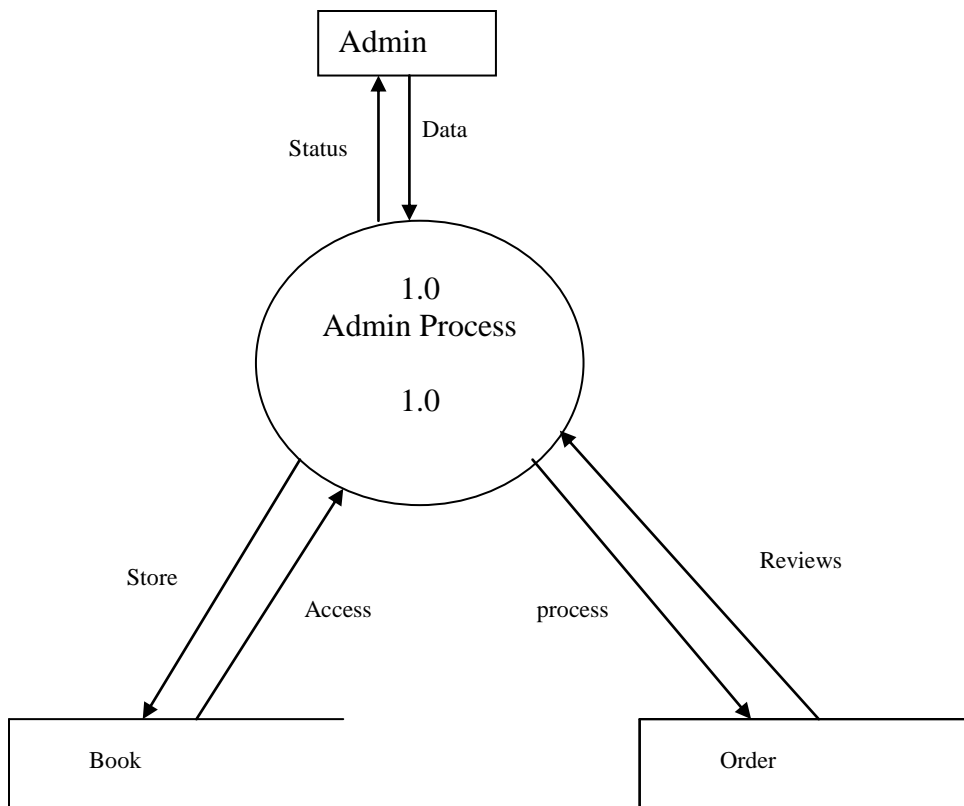 Admin
Data
Status
1.0
Admin Process
1.0
Reviews
Store
Access
process
Book
Order